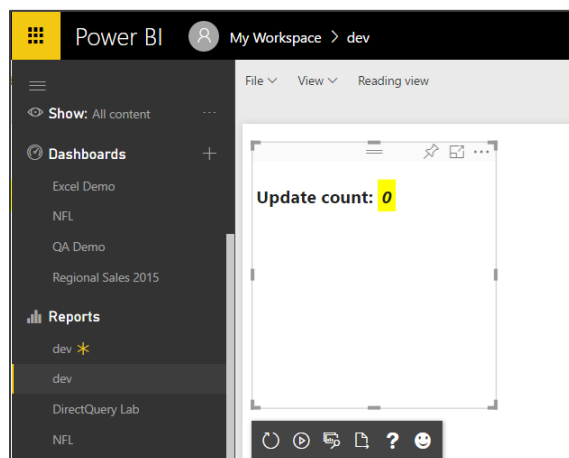 Power BI
My Workspace > dev
File
View
Reading view
Show: All content
Dashboards
Excel Demo
NFL
QA Demo
Regional Sales 2015
Reports
dev
dev
DirectQuery Lab
NFL
Update count: 0